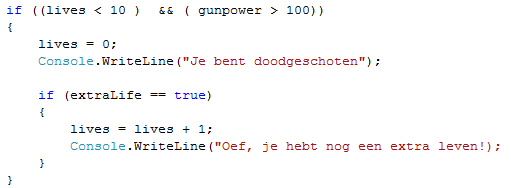 if ((lives < 10 )  && ( gunpower > 100))
{
    lives = 0;
    Console.WriteLine("Je bent doodgeschoten");

    if (extraLife == true)
    {
        lives = lives + 1;
        Console.WriteLine("Oef, je hebt nog een extra leven!);
    }
}